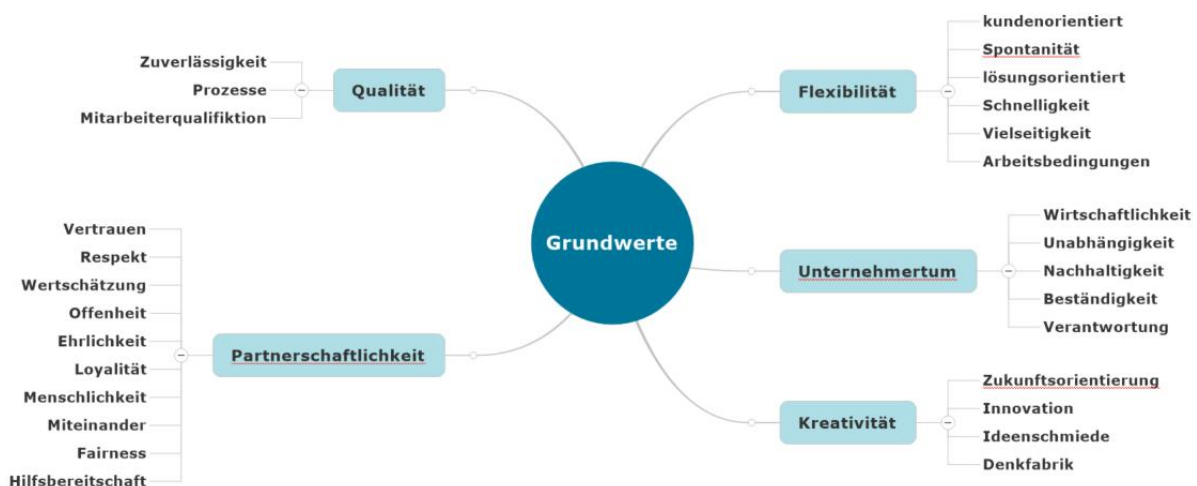 Grundwerte
Qualität
Zuverlässigkeit
Prozesse
Mitarbeiterqualifiktion
Partnerschaftlichkeit
Vertrauen
Respekt
Wertschätzung
Offenheit
Ehrlichkeit
Loyalität
Menschlichkeit
Miteinander
Fairness
Hilfsbereitschaft
Flexibilität
kundenorientiert
Spontanität
lösungsorientiert
Schnelligkeit
Vielseitigkeit
Arbeitsbedingungen
Unternehmertum
Wirtschaftlichkeit
Unabhängigkeit
Nachhaltigkeit
Beständigkeit
Verantwortung
Kreativität
Zukunftsorientierung
Innovation
Ideenschmiede
Denkfabrik